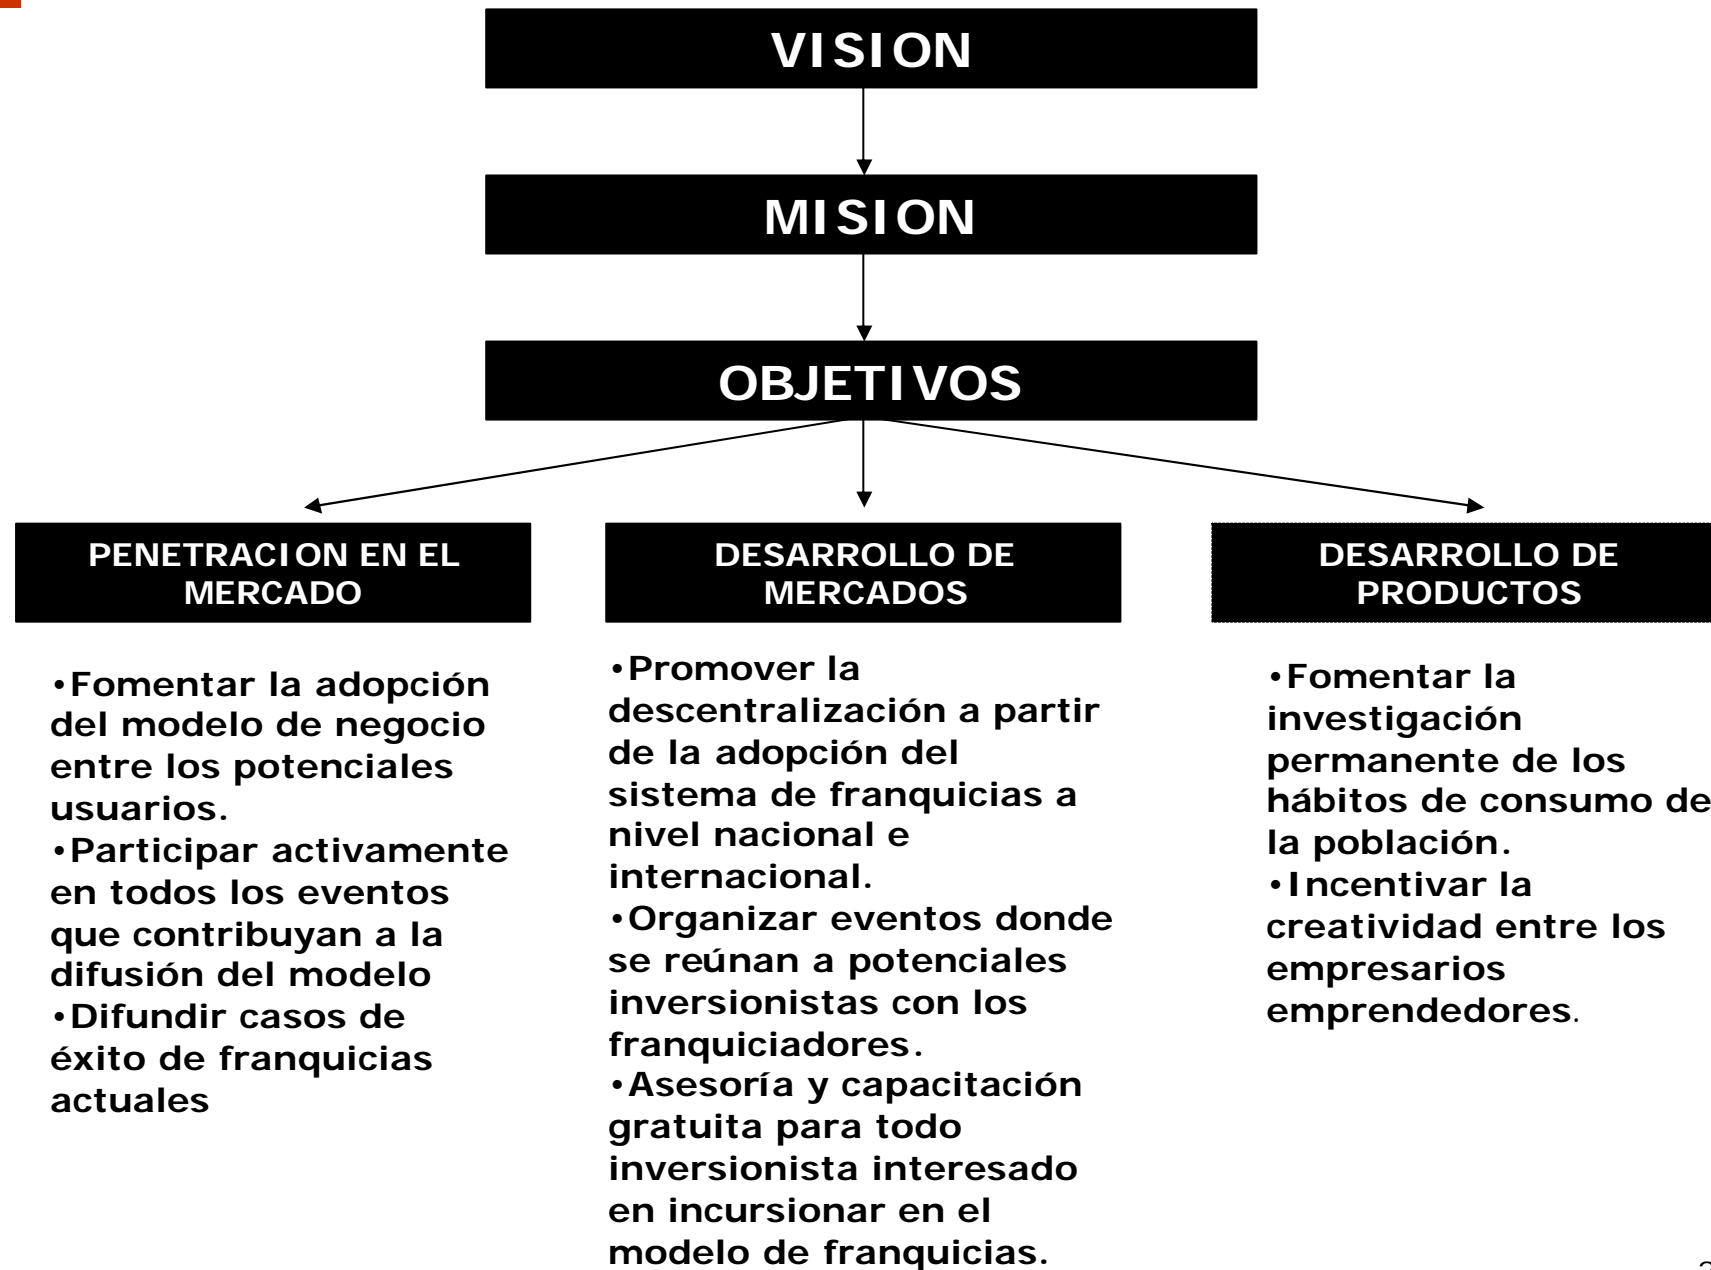 VISION
MISION
OBJETIVOS
PENETRACION EN EL
MERCADO
•Fomentar la adopción
del modelo de negocio
entre los potenciales
usuarios.
•Participar activamente
en todos los eventos
que contribuyan a la
difusión del modelo
•Difundir casos de
éxito de franquicias
actuales
DESARROLLO DE
MERCADOS
•Promover la
descentralización a partir
de la adopción del
sistema de franquicias a
nivel nacional e
internacional.
•Organizar eventos donde
se reúnan a potenciales
inversionistas con los
franquiciadores.
•Asesoría y capacitación
gratuita para todo
inversionista interesado
en incursionar en el
modelo de franquicias.
DESARROLLO DE
PRODUCTOS
•Fomentar la
investigación
permanente de los
hábitos de consumo de
la población.
•Incentivar la
creatividad entre los
empresarios
emprendedores.